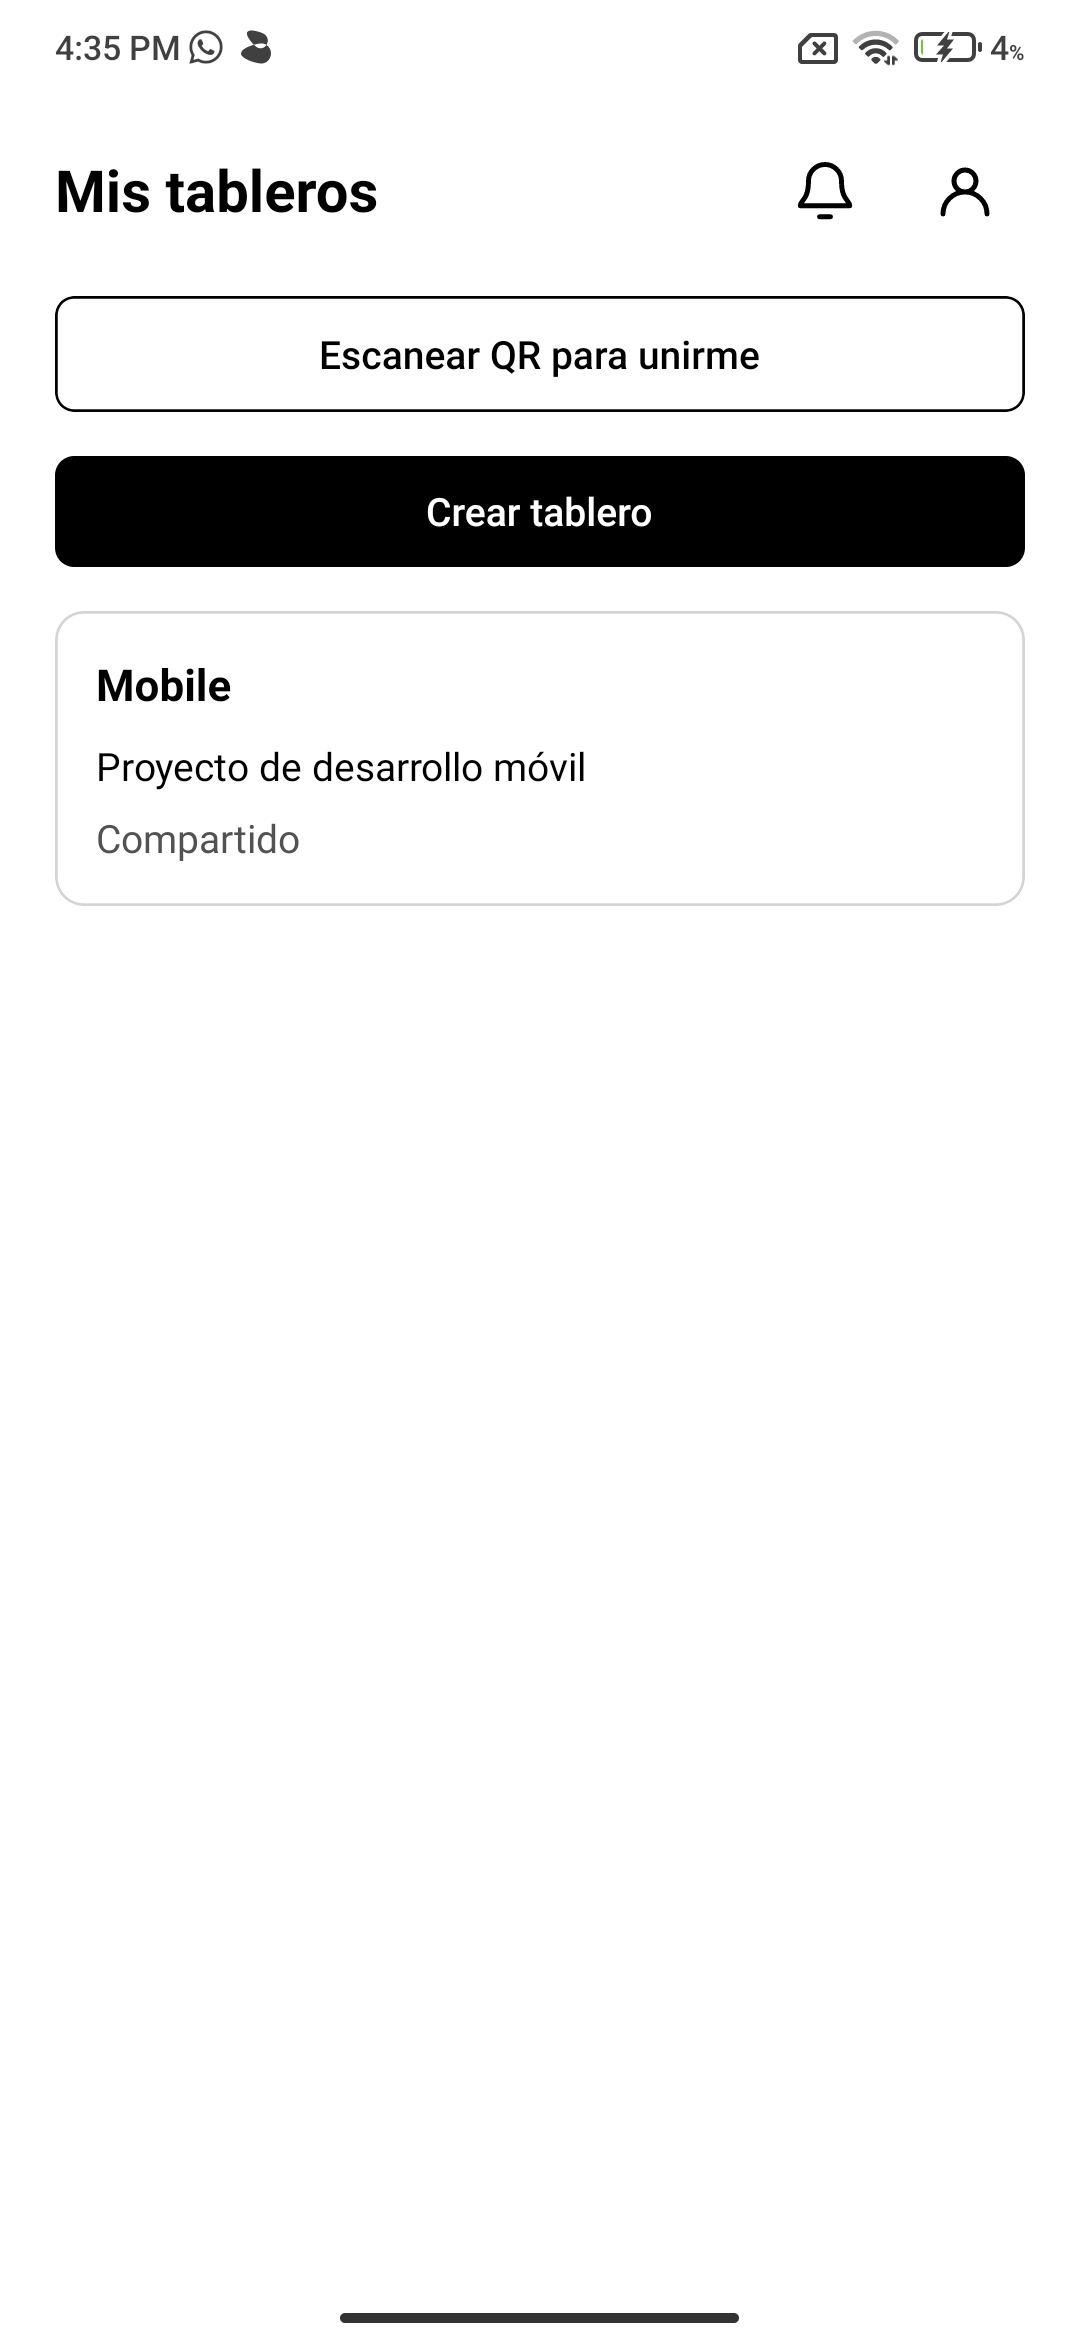 4:35 PM
4%
Mis tableros
Escanear QR para unirme
Crear tablero
Mobile
Proyecto de desarrollo móvil
Compartido